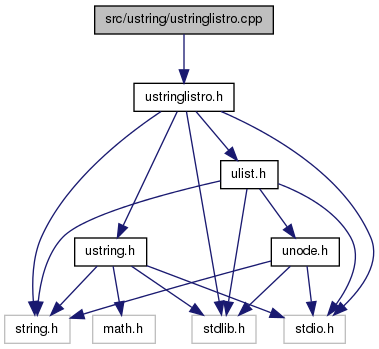 src/ustring/ustringlistro.cpp
ustringlistro.h
ulist.h
ustring.h
unode.h
string.h
math.h
stdlib.h
stdio.h